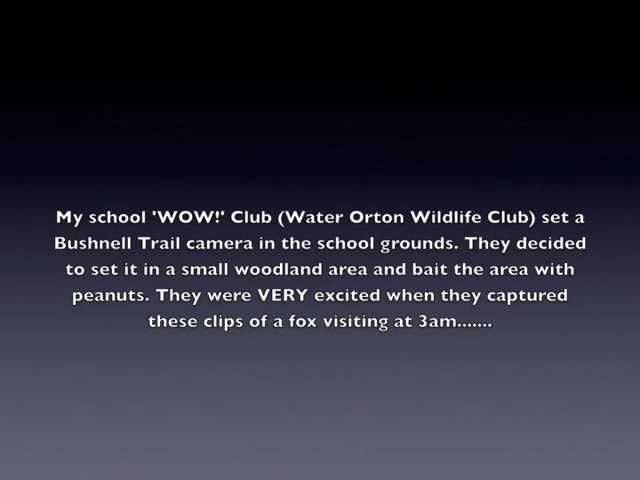 My school 'WOW!' Club (Water Orton Wildlife Club) set a
Bushnell Trail camera in the school grounds. They decided
to set it in a small woodland area and bait the area with
peanuts. They were VERY excited when they captured
these clips of a fox visiting at 3am.......